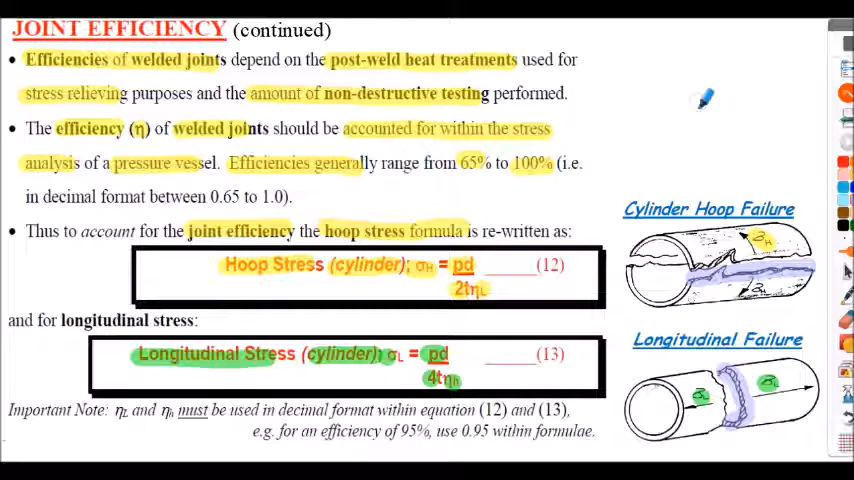 JOINT EFFICIENCY (continued)
• Efficiencies of welded joints depend on the post-weld heat treatments used for
stress relieving purposes and the amount of non-destructive testing performed.
• The efficiency (η) of welded joints should be accounted for within the stress
analysis of a pressure vessel. Efficiencies generally range from 65% to 100% (i.e.
in decimal format between 0.65 to 1.0).
• Thus to account for the joint efficiency the hoop stress formula is re-written as:
Hoop Stress (cylinder); σH = pd ______(12)
2tηL
and for longitudinal stress:
Longitudinal Stress (cylinder); σL = pd ______(13)
4tηh
Important Note: ηL and ηh must be used in decimal format within equation (12) and (13),
e.g. for an efficiency of 95%, use 0.95 within formulae.
Cylinder Hoop Failure
σH
σH
Longitudinal Failure
σL
σL